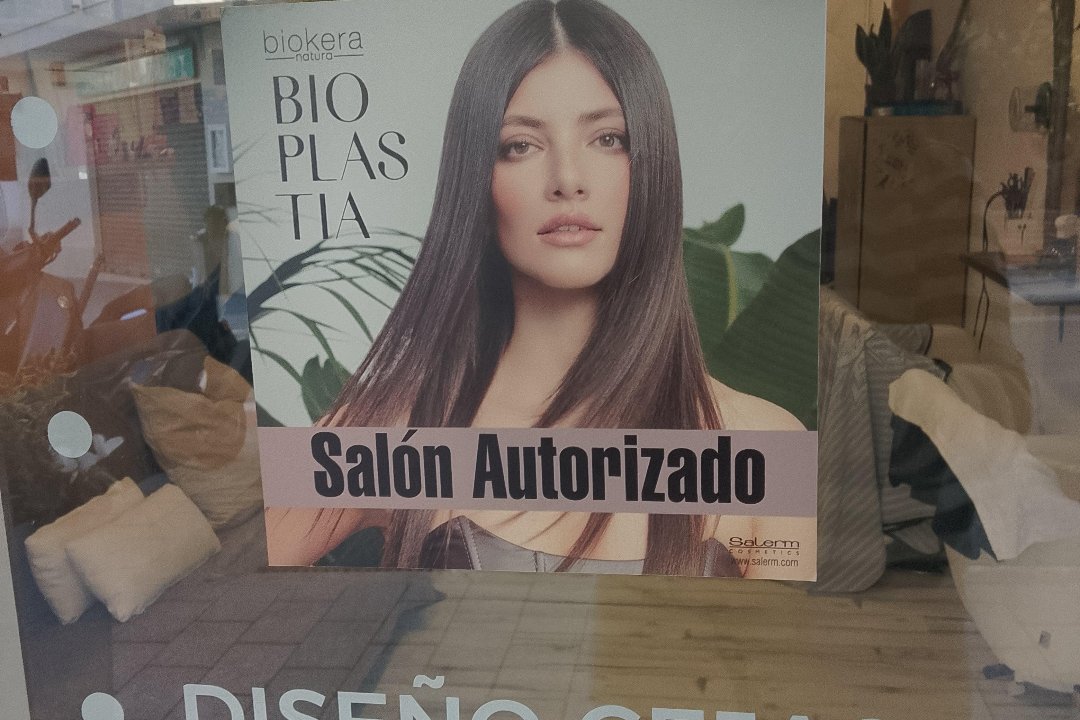 biokera
natura
BIO
PLAS
TIA
Salón Autorizado
Salerm
COSMETICS
www.salerm.com
DISEÑO